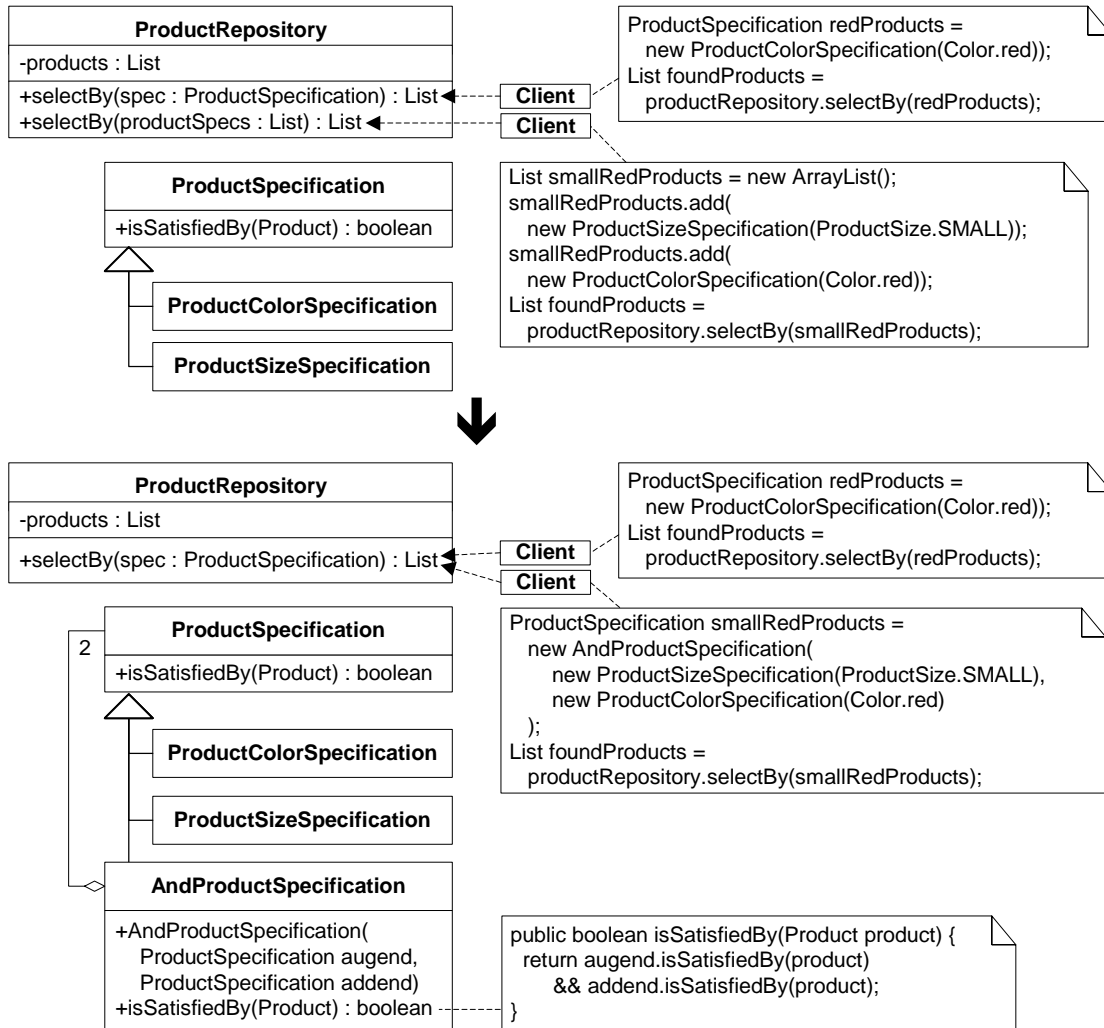 ProductRepository
-products : List
+selectBy(spec : ProductSpecification) : List
+selectBy(productSpecs : List) : List
Client
Client
ProductSpecification redProducts =
new ProductColorSpecification(Color.red));
List foundProducts =
productRepository.selectBy(redProducts);
ProductSpecification
+isSatisfiedBy(Product) : boolean
ProductColorSpecification
ProductSizeSpecification
List smallRedProducts = new ArrayList();
smallRedProducts.add(
new ProductSizeSpecification(ProductSize.SMALL));
smallRedProducts.add(
new ProductColorSpecification(Color.red));
List foundProducts =
productRepository.selectBy(smallRedProducts);
ProductRepository
-products : List
+selectBy(spec : ProductSpecification) : List
Client
Client
ProductSpecification redProducts =
new ProductColorSpecification(Color.red));
List foundProducts =
productRepository.selectBy(redProducts);
2
ProductSpecification
+isSatisfiedBy(Product) : boolean
ProductColorSpecification
ProductSizeSpecification
ProductSpecification smallRedProducts =
new AndProductSpecification(
new ProductSizeSpecification(ProductSize.SMALL),
new ProductColorSpecification(Color.red)
);
List foundProducts =
productRepository.selectBy(smallRedProducts);
AndProductSpecification
+AndProductSpecification(
ProductSpecification augend,
ProductSpecification addend)
+isSatisfiedBy(Product) : boolean
public boolean isSatisfiedBy(Product product) {
return augend.isSatisfiedBy(product)
&& addend.isSatisfiedBy(product);
}